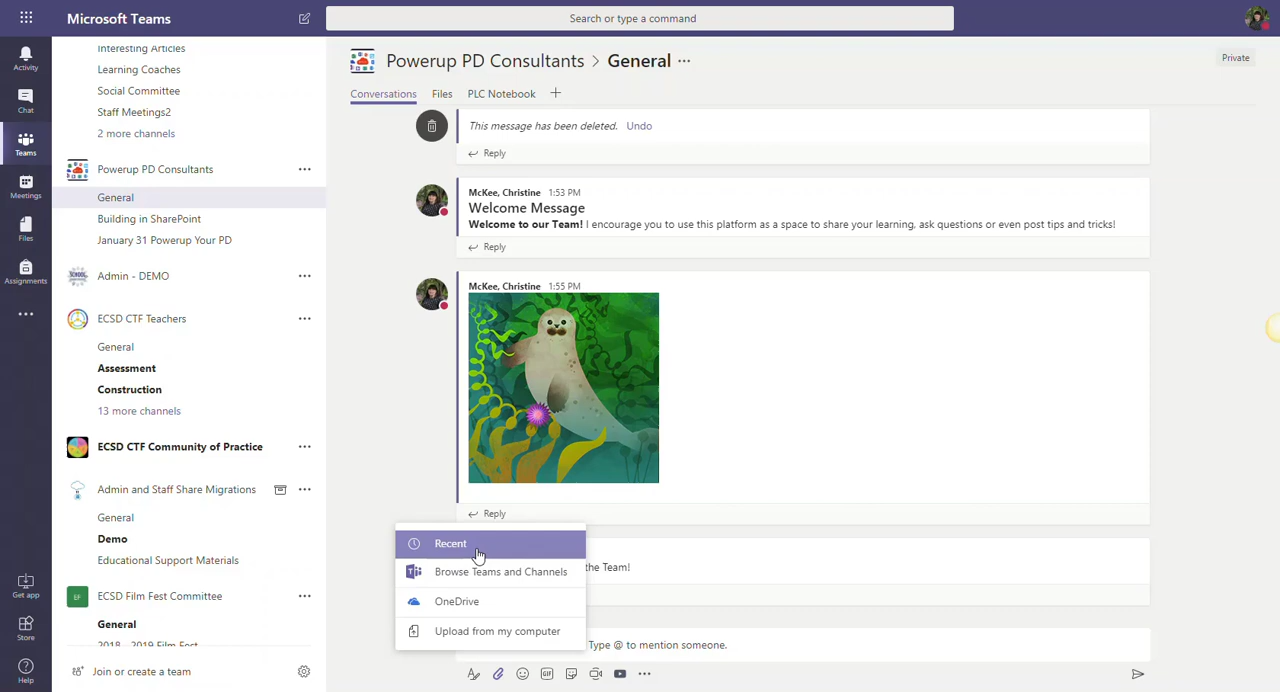 Microsoft Teams
Search or type a command
Activity
Chat
Teams
Meetings
Files
Assignments
Get app
Store
Help
Interesting Articles
Learning Coaches
Social Committee
Staff Meetings2
2 more channels
Powerup PD Consultants
General
Building in SharePoint
January 31 Powerup Your PD
Admin - DEMO
ECSD CTF Teachers
General
Assessment
Construction
13 more channels
ECSD CTF Community of Practice
Admin and Staff Share Migrations
General
Demo
Educational Support Materials
EF ECSD Film Fest Committee
General
2018 - 2019 Film Fest
Join or create a team
Powerup PD Consultants > General ···
Private
Conversations Files PLC Notebook +
This message has been deleted. Undo
Reply
McKee, Christine 1:53 PM
Welcome Message
Welcome to our Team! I encourage you to use this platform as a space to share your learning, ask questions or even post tips and tricks!
Reply
McKee, Christine 1:55 PM
Reply
the Team!
Recent
Browse Teams and Channels
OneDrive
Upload from my computer
Type @ to mention someone.
GIF